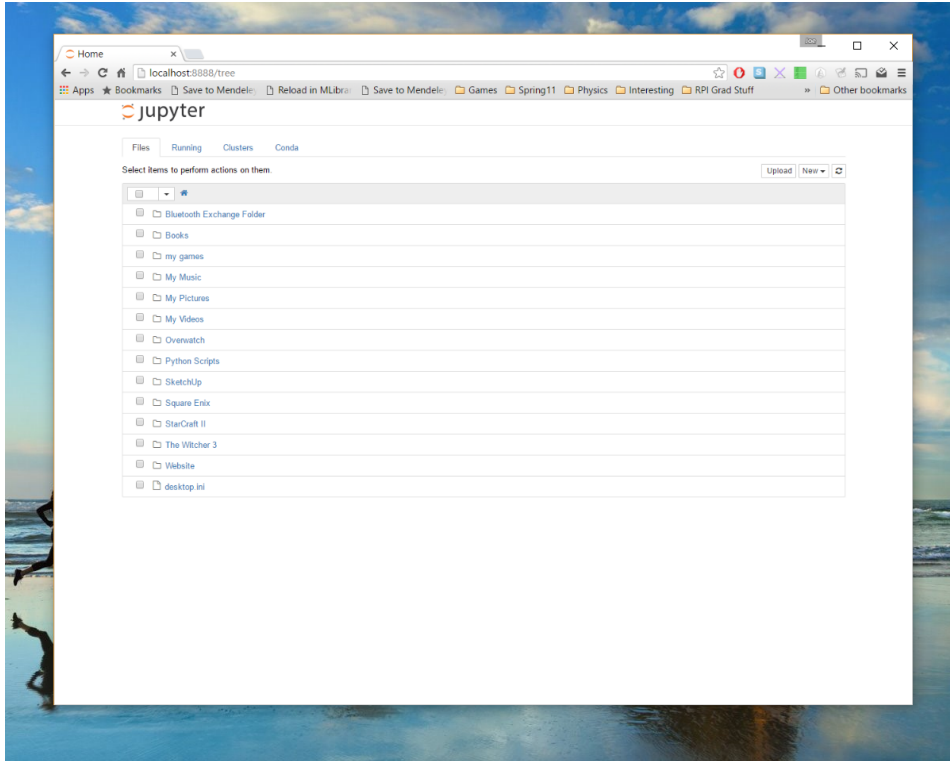 Home
localhost:8888/tree
Apps Bookmarks Save to Mendele Reload in MLibra Save to Mendele Games Spring11 Physics Interesting RPI Grad Stuff » Other bookmarks
jupyter
Files Running Clusters Conda
Select items to perform actions on them.
Upload New
Bluetooth Exchange Folder
Books
my games
My Music
My Pictures
My Videos
Overwatch
Python Scripts
SketchUp
Square Enix
StarCraft II
The Witcher 3
Website
desktop.ini